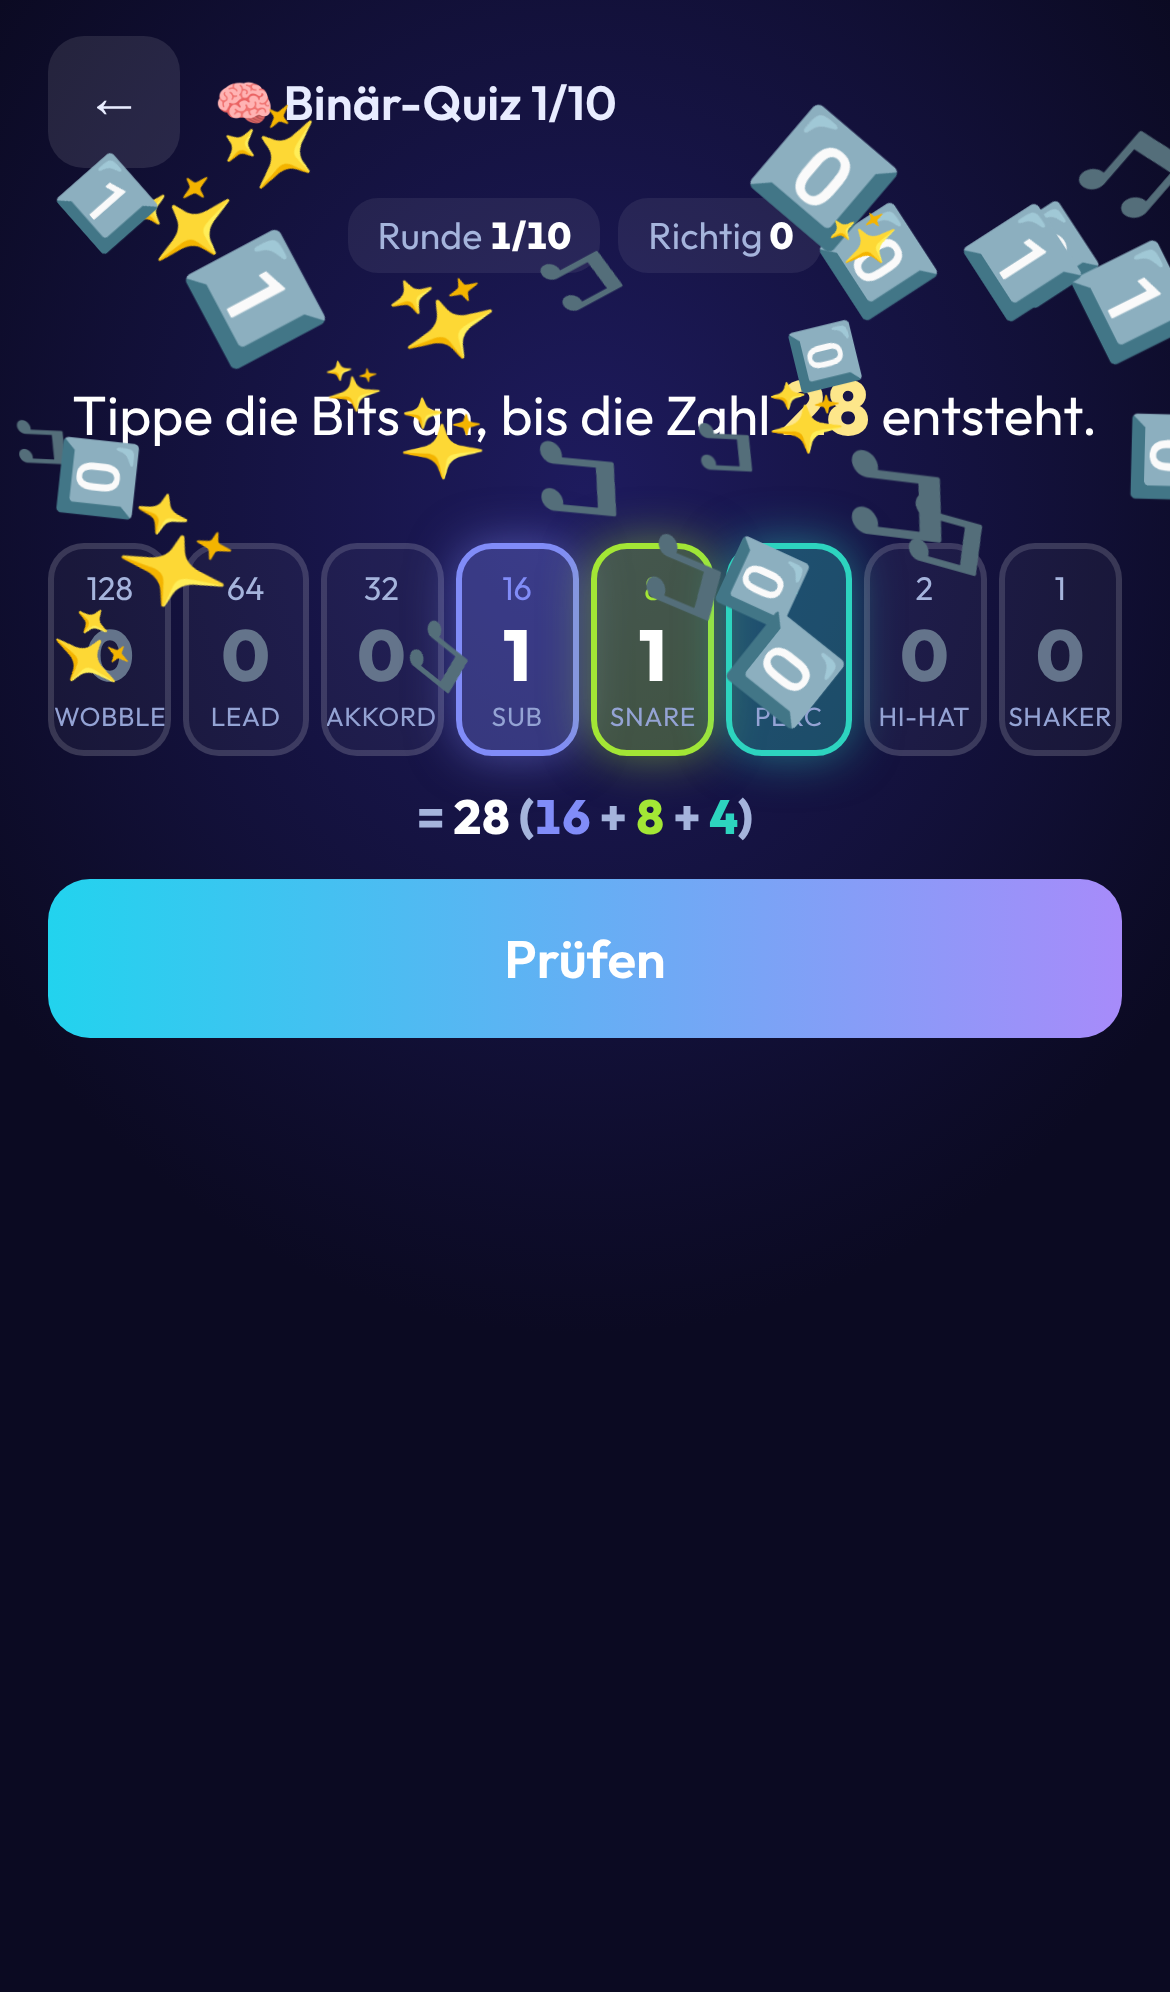 ←
Binär-Quiz 1/10
Runde 1/10 Richtig 0
Tippe die Bits an, bis die Zahl 28 entsteht.
128 64 32 16 8 2 1
0 0 0 1 1 0 0
WOBBLE LEAD AKKORD SUB SNARE PERC HI-HAT SHAKER
= 28 (16 + 8 + 4)
Prüfen